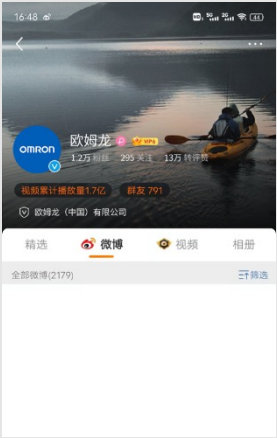 16:48
omron
欧姆龙
1.2万 粉丝 295 关注 13万 转评赞
视频累计播放量1.7亿 群友 791
欧姆龙（中国）有限公司
精选 微博 视频 相册
全部微博(2179) 筛选